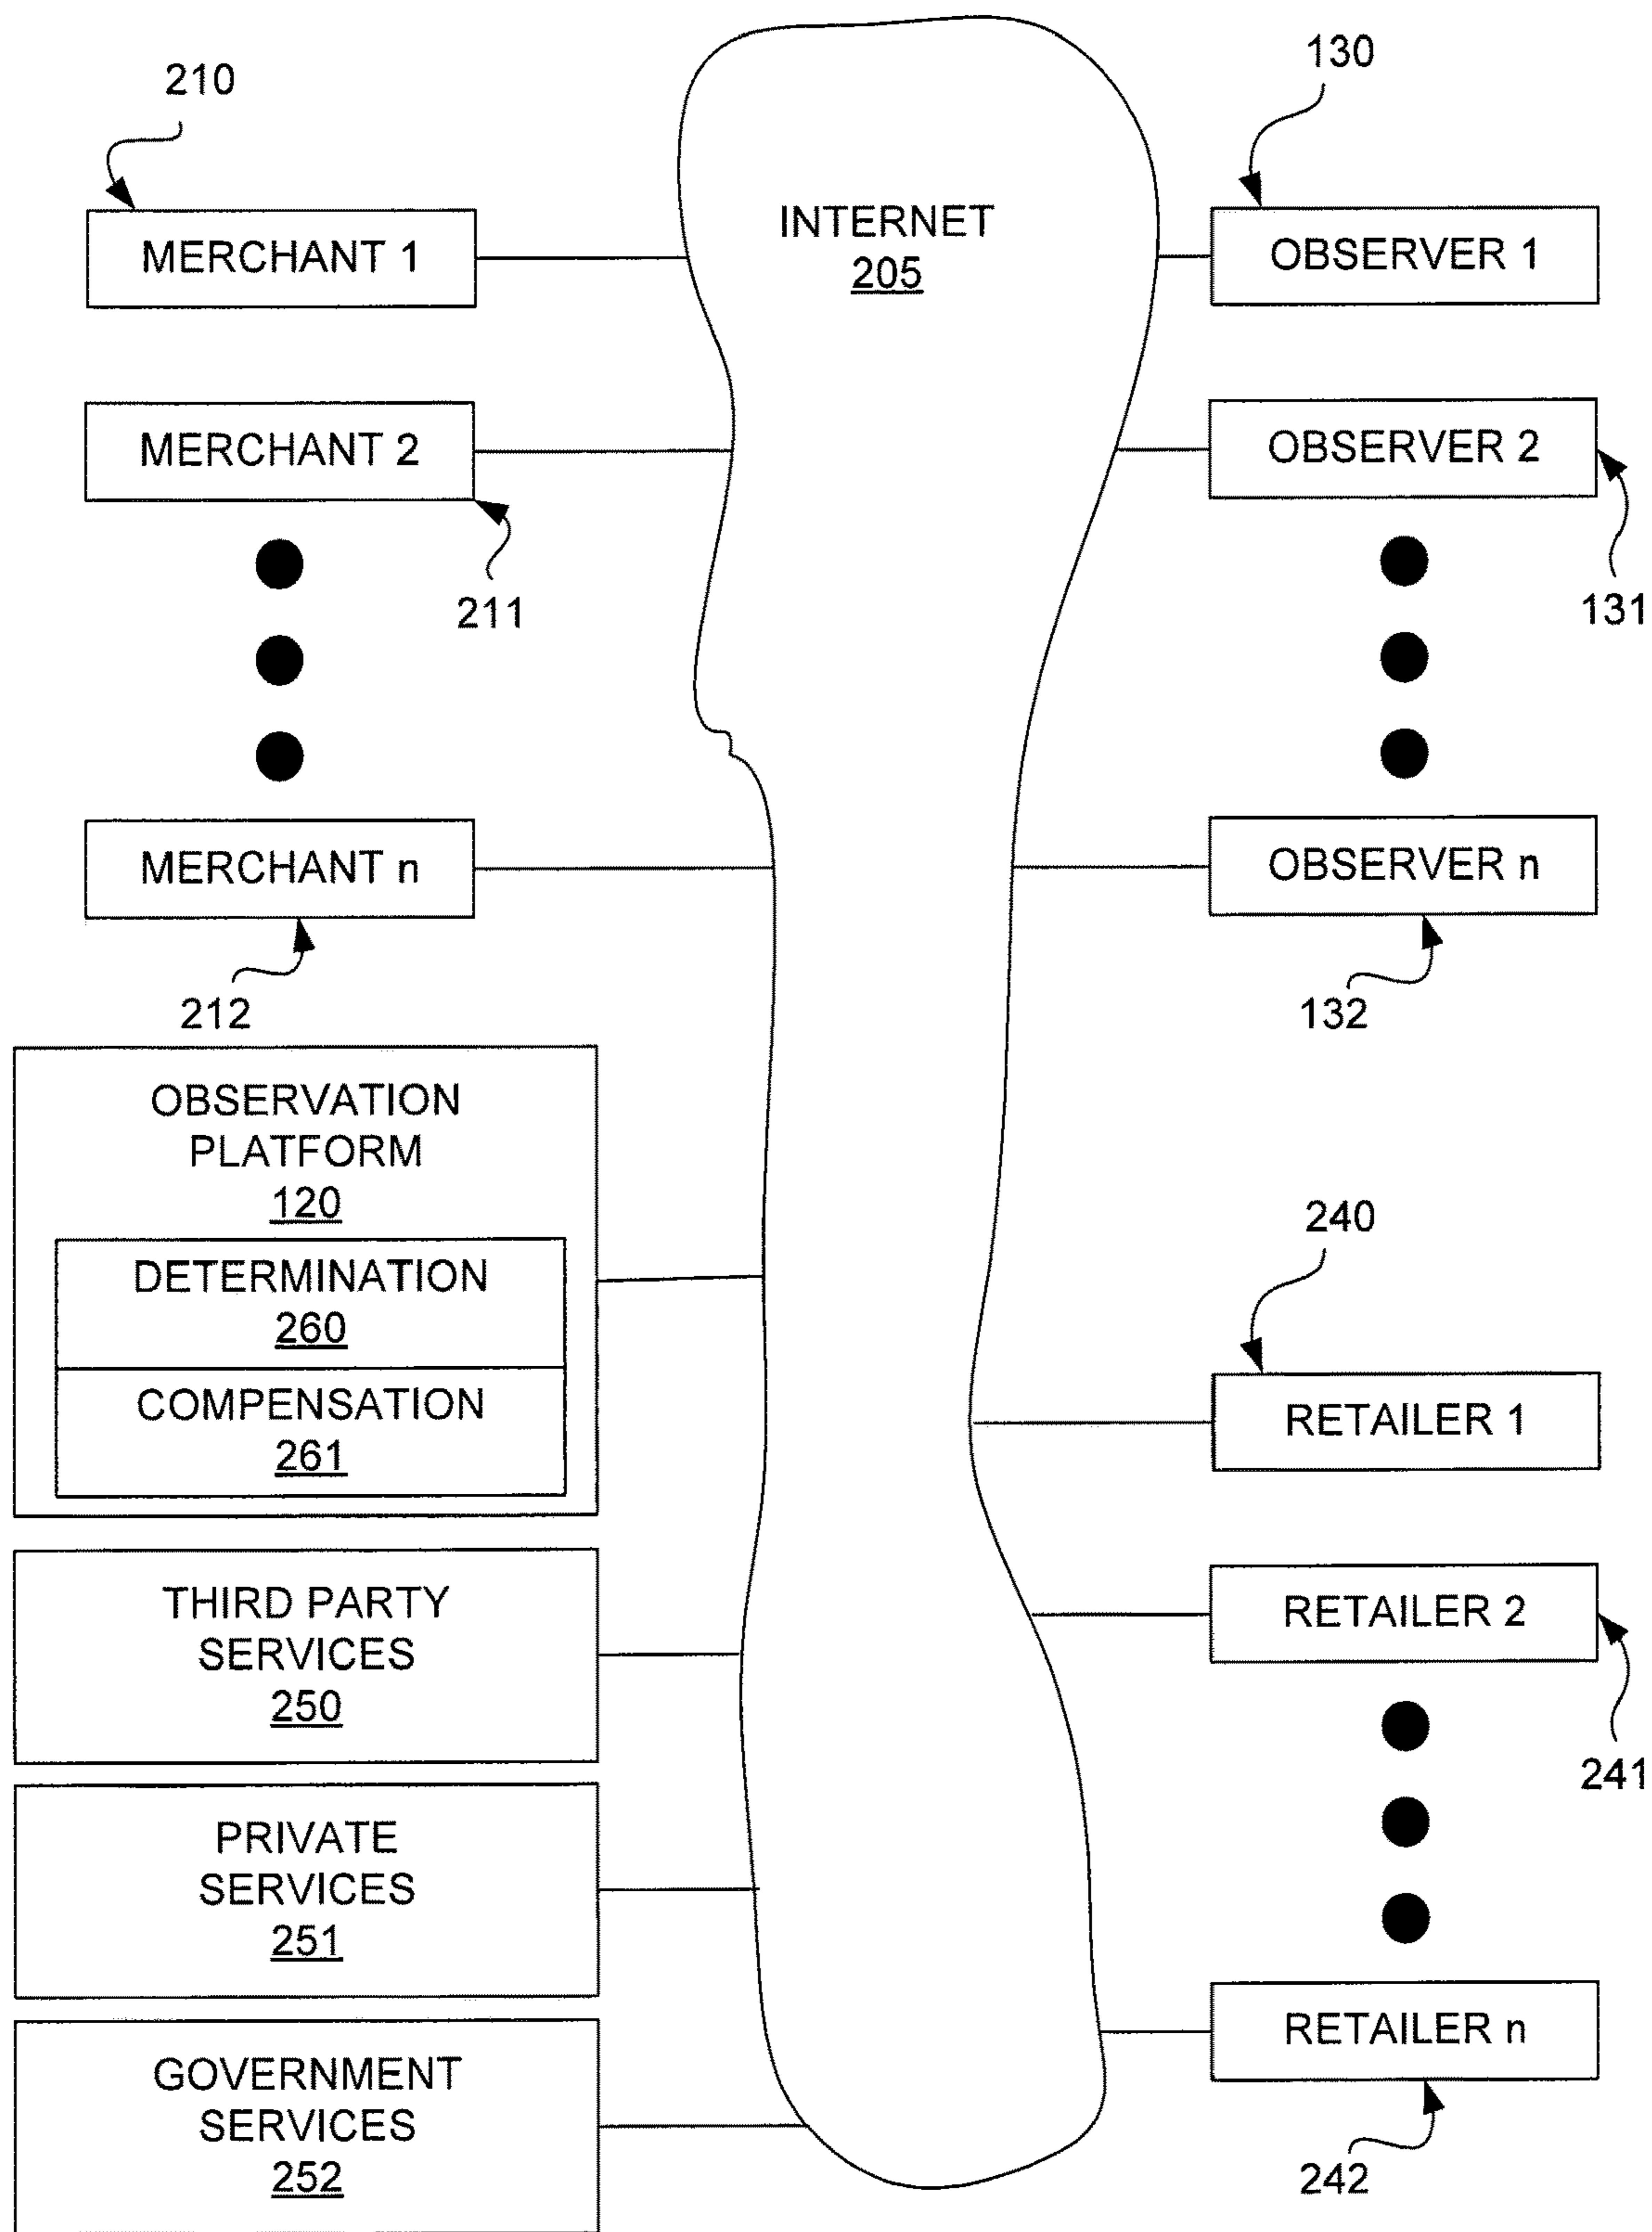 210
MERCHANT 1
MERCHANT 2
211
MERCHANT n
212
OBSERVATION
PLATFORM
120
DETERMINATION
260
COMPENSATION
261
THIRD PARTY
SERVICES
250
PRIVATE
SERVICES
251
GOVERNMENT
SERVICES
252
INTERNET
205
130
OBSERVER 1
OBSERVER 2
131
OBSERVER n
132
240
RETAILER 1
RETAILER 2
241
RETAILER n
242